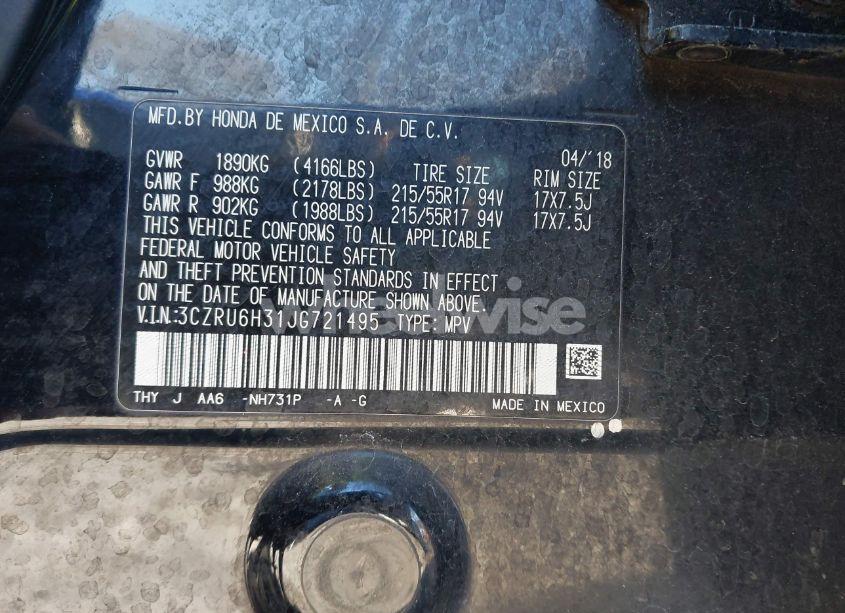 MFD.BY HONDA DE MEXICO S.A. DE C.V.
04/'18
GVWR 1890KG (4166LBS) TIRE SIZE RIM SIZE
GAWR F 988KG (2178LBS) 215/55R17 94V 17X7.5J
GAWR R 902KG (1988LBS) 215/55R17 94V 17X7.5J
THIS VEHICLE CONFORMS TO ALL APPLICABLE
FEDERAL MOTOR VEHICLE SAFETY
AND THEFT PREVENTION STANDARDS IN EFFECT
ON THE DATE OF MANUFACTURE SHOWN ABOVE.
V.I.N:3CZRU6H31JG721495 TYPE: MPV
THY J AA6 -NH731P -A -G MADE IN MEXICO
wheelwise